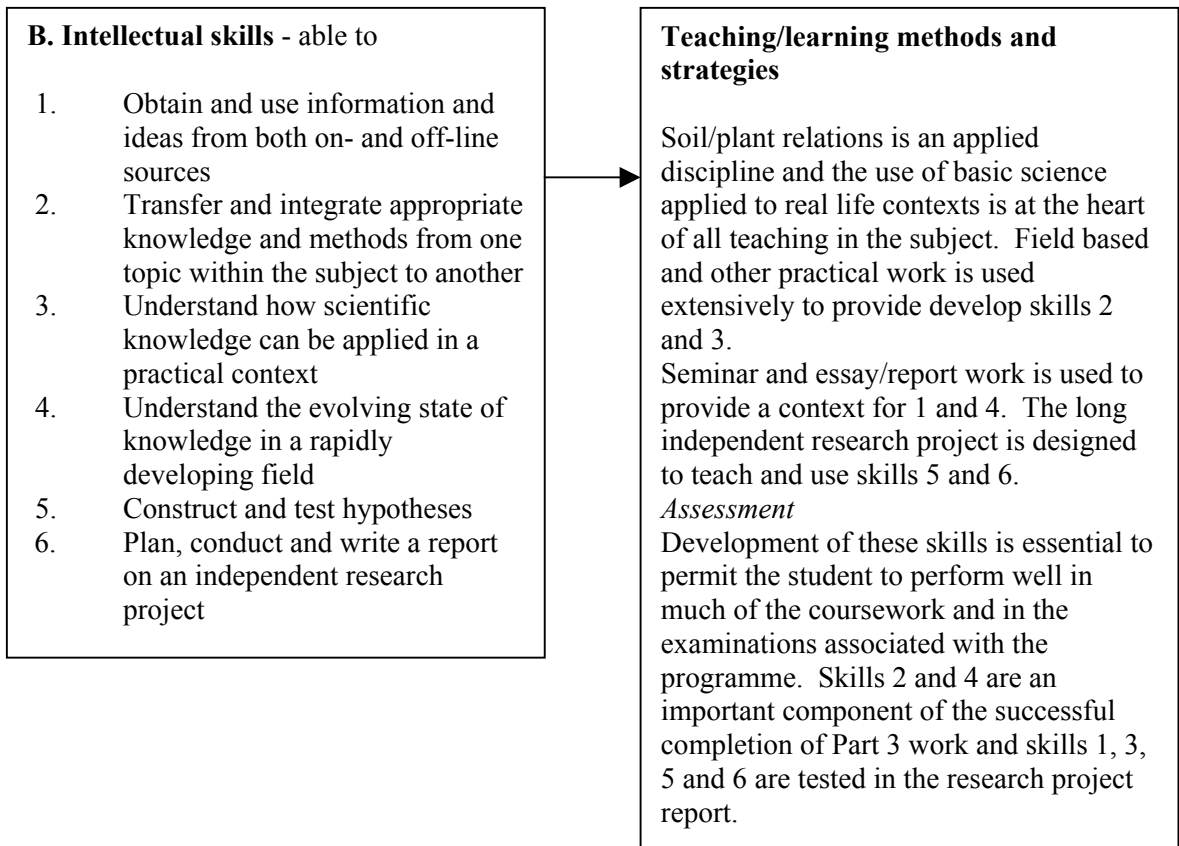 B. Intellectual skills - able to
1. Obtain and use information and
ideas from both on- and off-line
sources
2. Transfer and integrate appropriate
knowledge and methods from one
topic within the subject to another
3. Understand how scientific
knowledge can be applied in a
practical context
4. Understand the evolving state of
knowledge in a rapidly
developing field
5. Construct and test hypotheses
6. Plan, conduct and write a report
on an independent research
project
Teaching/learning methods and
strategies
Soil/plant relations is an applied
discipline and the use of basic science
applied to real life contexts is at the heart
of all teaching in the subject.  Field based
and other practical work is used
extensively to provide develop skills 2
and 3.
Seminar and essay/report work is used to
provide a context for 1 and 4.  The long
independent research project is designed
to teach and use skills 5 and 6.
Assessment
Development of these skills is essential to
permit the student to perform well in
much of the coursework and in the
examinations associated with the
programme.  Skills 2 and 4 are an
important component of the successful
completion of Part 3 work and skills 1, 3,
5 and 6 are tested in the research project
report.